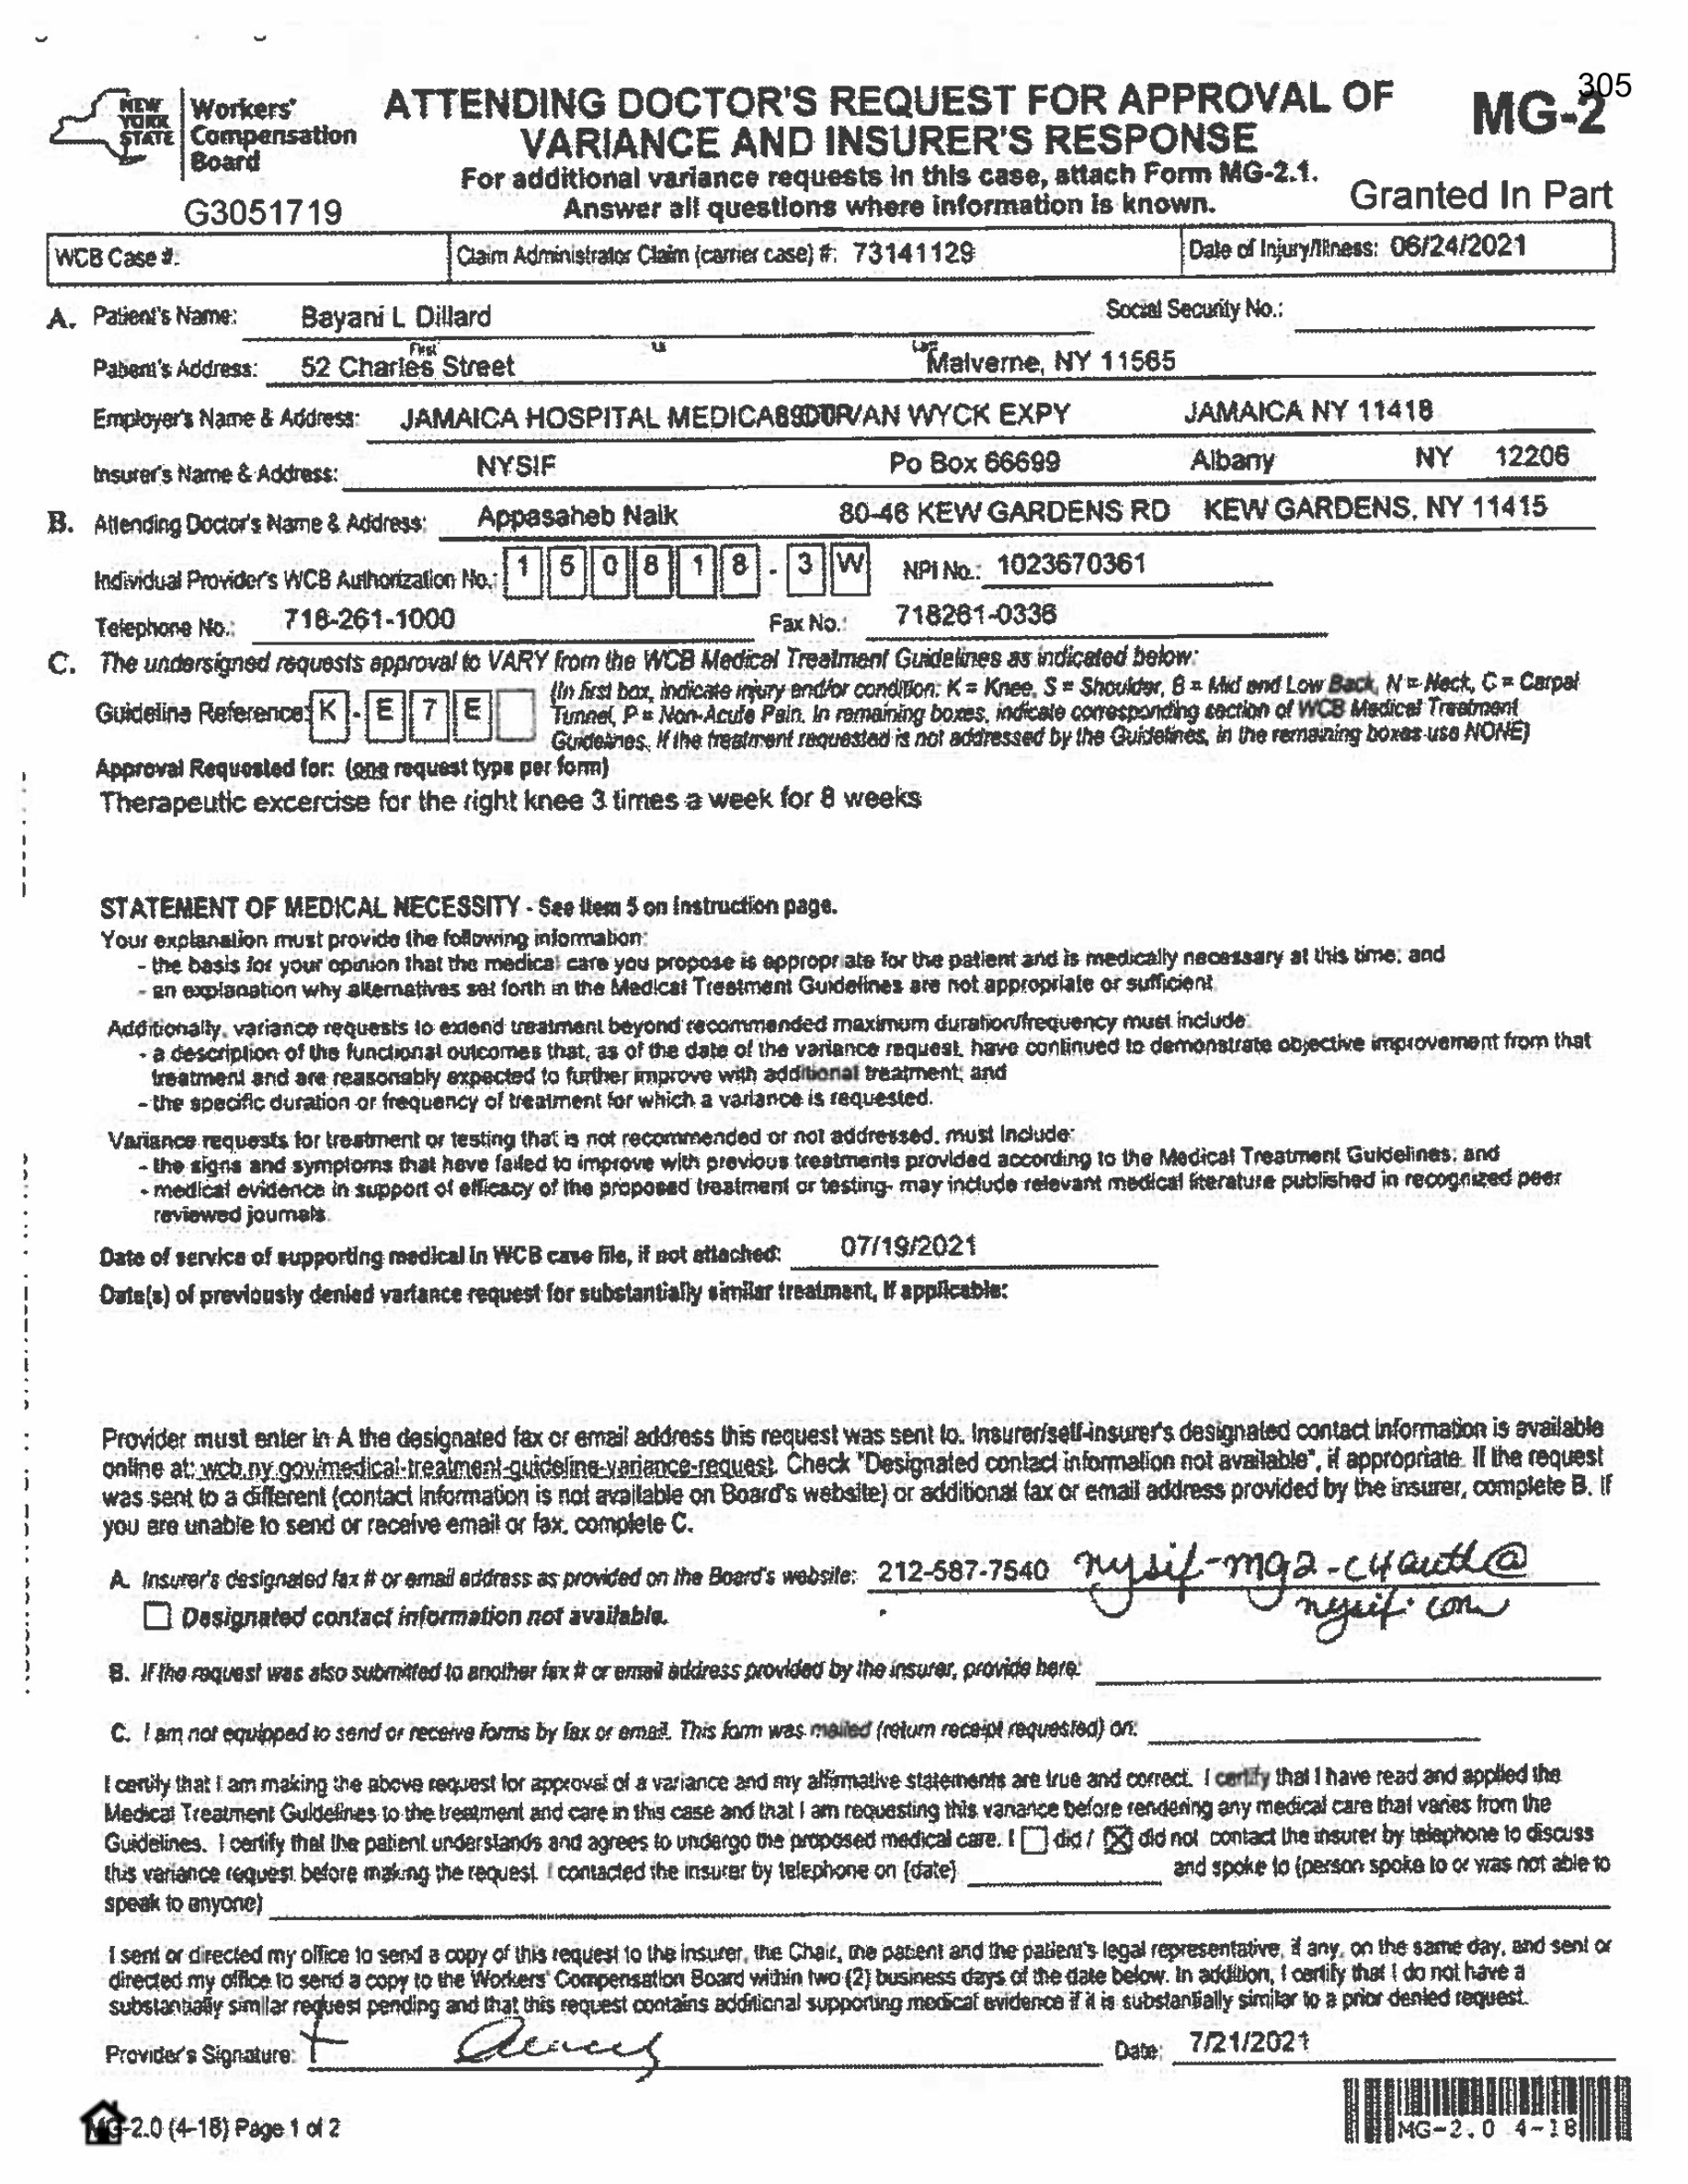 305
NEW YORK STATE Workers' Compensation Board
ATTENDING DOCTOR'S REQUEST FOR APPROVAL OF
VARIANCE AND INSURER'S RESPONSE
MG-2
For additional variance requests in this case, attach Form MG-2.1.
Answer all questions where information is known.
G3051719
Granted In Part
WCB Case #: Claim Administrator Claim (carrier case) #: 73141129 Date of Injury/Illness: 06/24/2021
A. Patient's Name: Bayani L Dillard Social Security No.:
First MI Last
Patient's Address: 52 Charles Street Malverne, NY 11565
Employer's Name & Address: JAMAICA HOSPITAL MEDICA WYCK EXPY JAMAICA NY 11418
Insurer's Name & Address: NYSIF Po Box 66699 Albany NY 12206
B. Attending Doctor's Name & Address: Appasaheb Naik 80-46 KEW GARDENS RD KEW GARDENS, NY 11415
Individual Provider's WCB Authorization No.: 1 5 0 8 1 8 . 3 W NPI No.: 1023670361
Telephone No.: 718-261-1000 Fax No.: 718261-0336
C. The undersigned requests approval to VARY from the WCB Medical Treatment Guidelines as indicated below:
Guideline Reference: K - E 7 E
(In first box, indicate injury and/or condition: K = Knee, S = Shoulder, B = Mid and Low Back, N = Neck, C = Carpal
Tunnel, P = Non-Acute Pain. In remaining boxes, indicate corresponding section of WCB Medical Treatment
Guidelines. If the treatment requested is not addressed by the Guidelines, in the remaining boxes use NONE)
Approval Requested for: (one request type per form)
Therapeutic excercise for the right knee 3 times a week for 8 weeks
STATEMENT OF MEDICAL NECESSITY - See Item 5 on Instruction page.
Your explanation must provide the following information:
- the basis for your opinion that the medical care you propose is appropriate for the patient and is medically necessary at this time; and
- an explanation why alternatives set forth in the Medical Treatment Guidelines are not appropriate or sufficient.
Additionally, variance requests to extend treatment beyond recommended maximum duration/frequency must include:
- a description of the functional outcomes that, as of the date of the variance request, have continued to demonstrate objective improvement from that
treatment and are reasonably expected to further improve with additional treatment; and
- the specific duration or frequency of treatment for which a variance is requested.
Variance requests for treatment or testing that is not recommended or not addressed, must include:
- the signs and symptoms that have failed to improve with previous treatments provided according to the Medical Treatment Guidelines; and
- medical evidence in support of efficacy of the proposed treatment or testing- may include relevant medical literature published in recognized peer
reviewed journals.
Date of service of supporting medical in WCB case file, if not attached: 07/19/2021
Date(s) of previously denied variance request for substantially similar treatment, if applicable:
Provider must enter in A the designated fax or email address this request was sent to. Insurer/self-insurer's designated contact information is available
online at: wcb.ny.gov/medical-treatment-guideline-variance-request. Check "Designated contact information not available", if appropriate. If the request
was sent to a different (contact information is not available on Board's website) or additional fax or email address provided by the insurer, complete B. If
you are unable to send or receive email or fax, complete C.
A. Insurer's designated fax # or email address as provided on the Board's website: 212-587-7540 nysif-mg2-c4auth@
nysif.com
Designated contact information not available.
B. If the request was also submitted to another fax # or email address provided by the insurer, provide here:
C. I am not equipped to send or receive forms by fax or email. This form was mailed (return receipt requested) on:
I certify that I am making the above request for approval of a variance and my affirmative statements are true and correct. I certify that I have read and applied the
Medical Treatment Guidelines to the treatment and care in this case and that I am requesting this variance before rendering any medical care that varies from the
Guidelines. I certify that the patient understands and agrees to undergo the proposed medical care. I did / did not contact the insurer by telephone to discuss
this variance request before making the request. I contacted the insurer by telephone on (date) and spoke to (person spoke to or was not able to
speak to anyone)
I sent or directed my office to send a copy of this request to the insurer, the Chair, the patient and the patient's legal representative, if any, on the same day, and sent or
directed my office to send a copy to the Workers' Compensation Board within two (2) business days of the date below. In addition, I certify that I do not have a
substantially similar request pending and that this request contains additional supporting medical evidence if it is substantially similar to a prior denied request.
Provider's Signature: Date: 7/21/2021
MG-2.0 (4-18) Page 1 of 2
MG-2.0 4-18